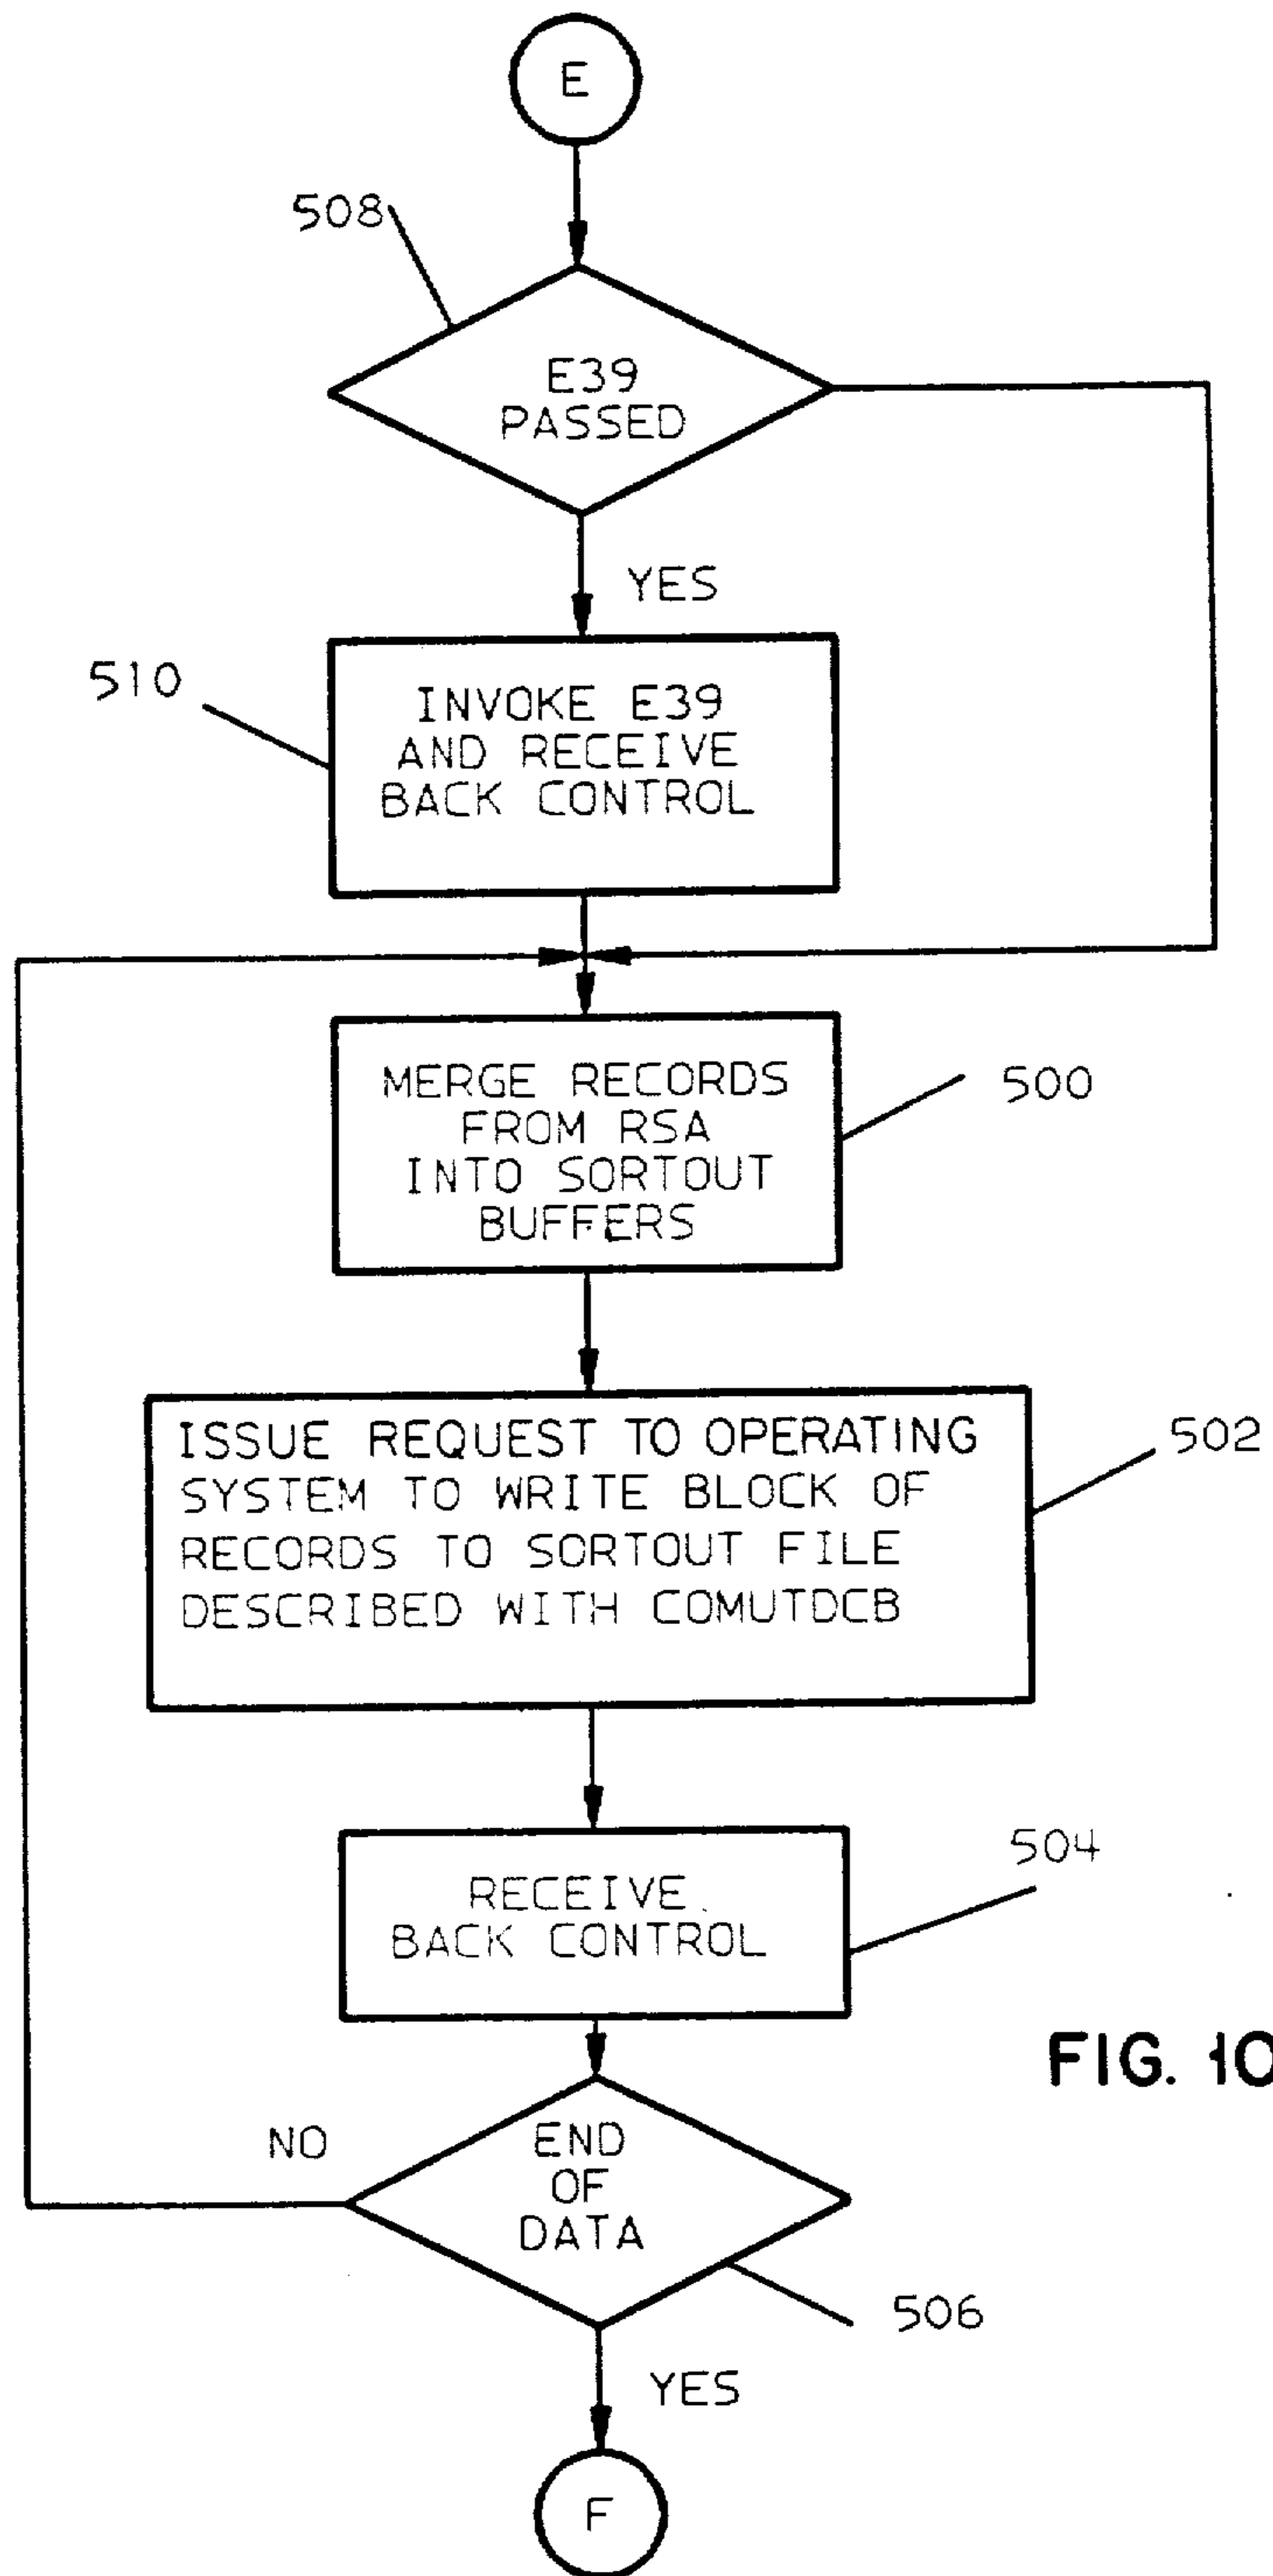 E
508
E39
PASSED
YES
510
INVOKE E39
AND RECEIVE
BACK CONTROL
MERGE RECORDS
FROM RSA
INTO SORTOUT
BUFFERS
500
ISSUE REQUEST TO OPERATING
SYSTEM TO WRITE BLOCK OF
RECORDS TO SORTOUT FILE
DESCRIBED WITH COMUTDCB
502
RECEIVE
BACK CONTROL
504
FIG. 10
NO
END
OF
DATA
506
YES
F